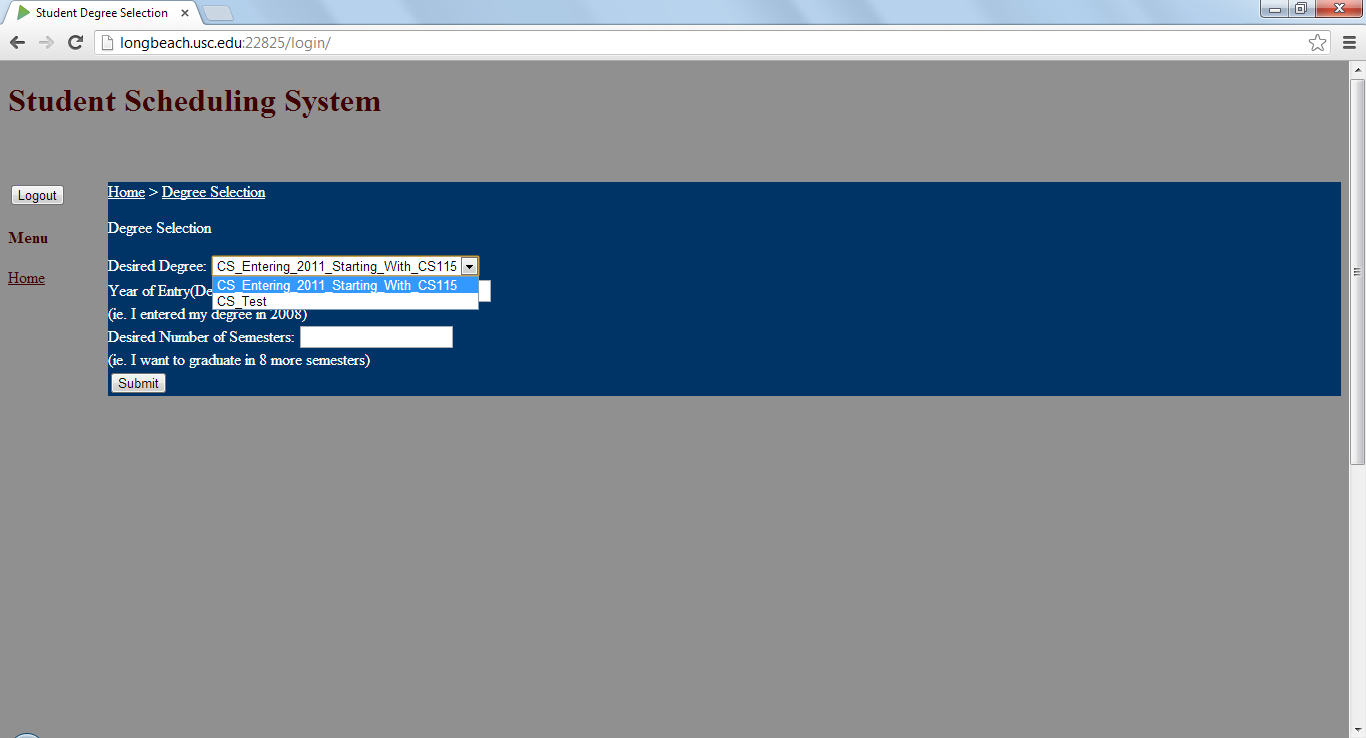 Student Degree Selection
longbeach.usc.edu:22825/login/
Student Scheduling System
Logout
Menu
Home
Home > Degree Selection
Degree Selection
Desired Degree: CS_Entering_2011_Starting_With_CS115
CS_Entering_2011_Starting_With_CS115
CS_Test
Year of Entry(De
(ie. I entered my degree in 2008)
Desired Number of Semesters:
(ie. I want to graduate in 8 more semesters)
Submit